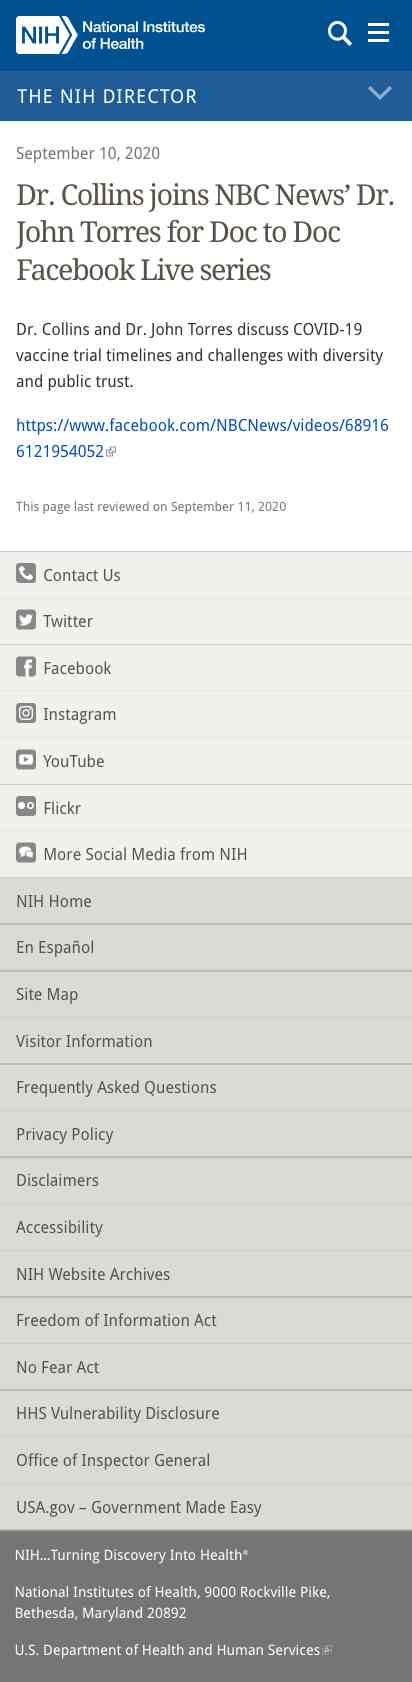 NIH National Institutes
of Health
THE NIH DIRECTOR
September 10, 2020
Dr. Collins joins NBC News’ Dr.
John Torres for Doc to Doc
Facebook Live series
Dr. Collins and Dr. John Torres discuss COVID-19
vaccine trial timelines and challenges with diversity
and public trust.
https://www.facebook.com/NBCNews/videos/68916
6121954052
This page last reviewed on September 11, 2020
Contact Us
Twitter
Facebook
Instagram
YouTube
Flickr
More Social Media from NIH
NIH Home
En Español
Site Map
Visitor Information
Frequently Asked Questions
Privacy Policy
Disclaimers
Accessibility
NIH Website Archives
Freedom of Information Act
No Fear Act
HHS Vulnerability Disclosure
Office of Inspector General
USA.gov – Government Made Easy
NIH…Turning Discovery Into Health®
National Institutes of Health, 9000 Rockville Pike,
Bethesda, Maryland 20892
U.S. Department of Health and Human Services